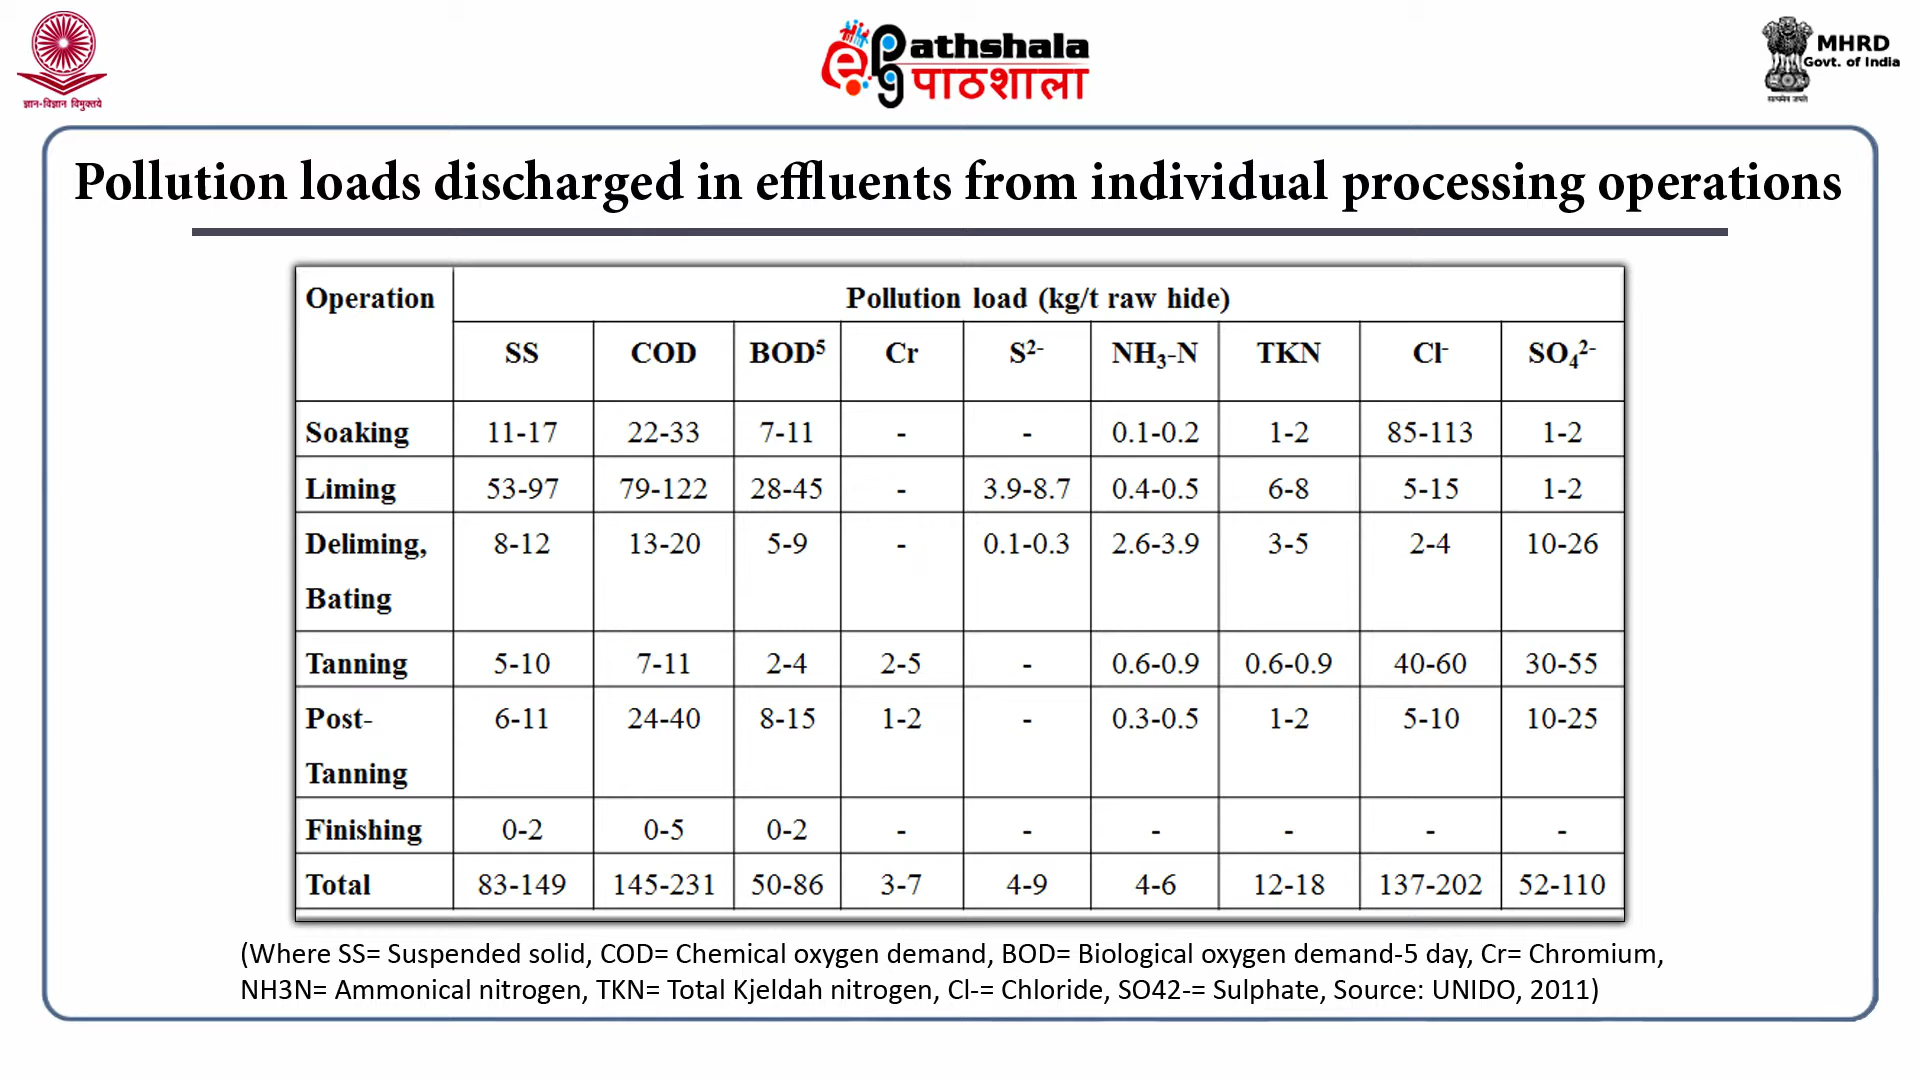 ज्ञान-विज्ञान विमुक्तये
e
pg
athshala
पाठशाला
MHRD
Govt. of India
सत्यमेव जयते
Pollution loads discharged in effluents from individual processing operations
Operation Pollution load (kg/t raw hide)
SS COD BOD⁵ Cr S²⁻ NH₃-N TKN Cl⁻ SO₄²⁻
Soaking 11-17 22-33 7-11 - - 0.1-0.2 1-2 85-113 1-2
Liming 53-97 79-122 28-45 - 3.9-8.7 0.4-0.5 6-8 5-15 1-2
Deliming, 8-12 13-20 5-9 - 0.1-0.3 2.6-3.9 3-5 2-4 10-26
Bating
Tanning 5-10 7-11 2-4 2-5 - 0.6-0.9 0.6-0.9 40-60 30-55
Post- 6-11 24-40 8-15 1-2 - 0.3-0.5 1-2 5-10 10-25
Tanning
Finishing 0-2 0-5 0-2 - - - - - -
Total 83-149 145-231 50-86 3-7 4-9 4-6 12-18 137-202 52-110
(Where SS= Suspended solid, COD= Chemical oxygen demand, BOD= Biological oxygen demand-5 day, Cr= Chromium,
NH3N= Ammonical nitrogen, TKN= Total Kjeldah nitrogen, Cl-= Chloride, SO42-= Sulphate, Source: UNIDO, 2011)